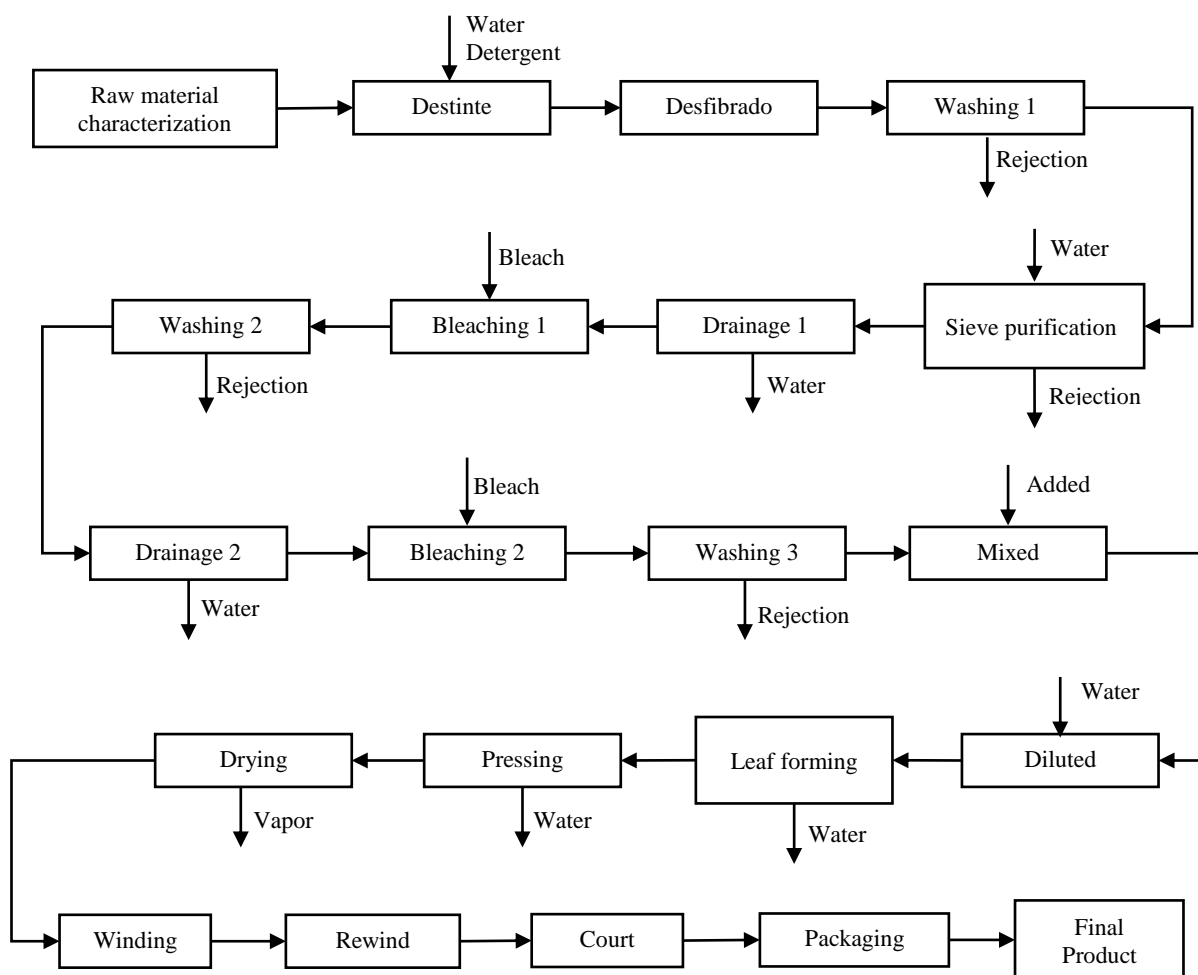 Water
Detergent
Raw material
characterization
Destinte
Desfibrado
Washing 1
Rejection
Water
Bleach
Washing 2
Bleaching 1
Drainage 1
Sieve purification
Rejection
Water
Rejection
Bleach
Added
Drainage 2
Bleaching 2
Washing 3
Mixed
Water
Rejection
Water
Drying
Pressing
Leaf forming
Diluted
Vapor
Water
Water
Winding
Rewind
Court
Packaging
Final
Product